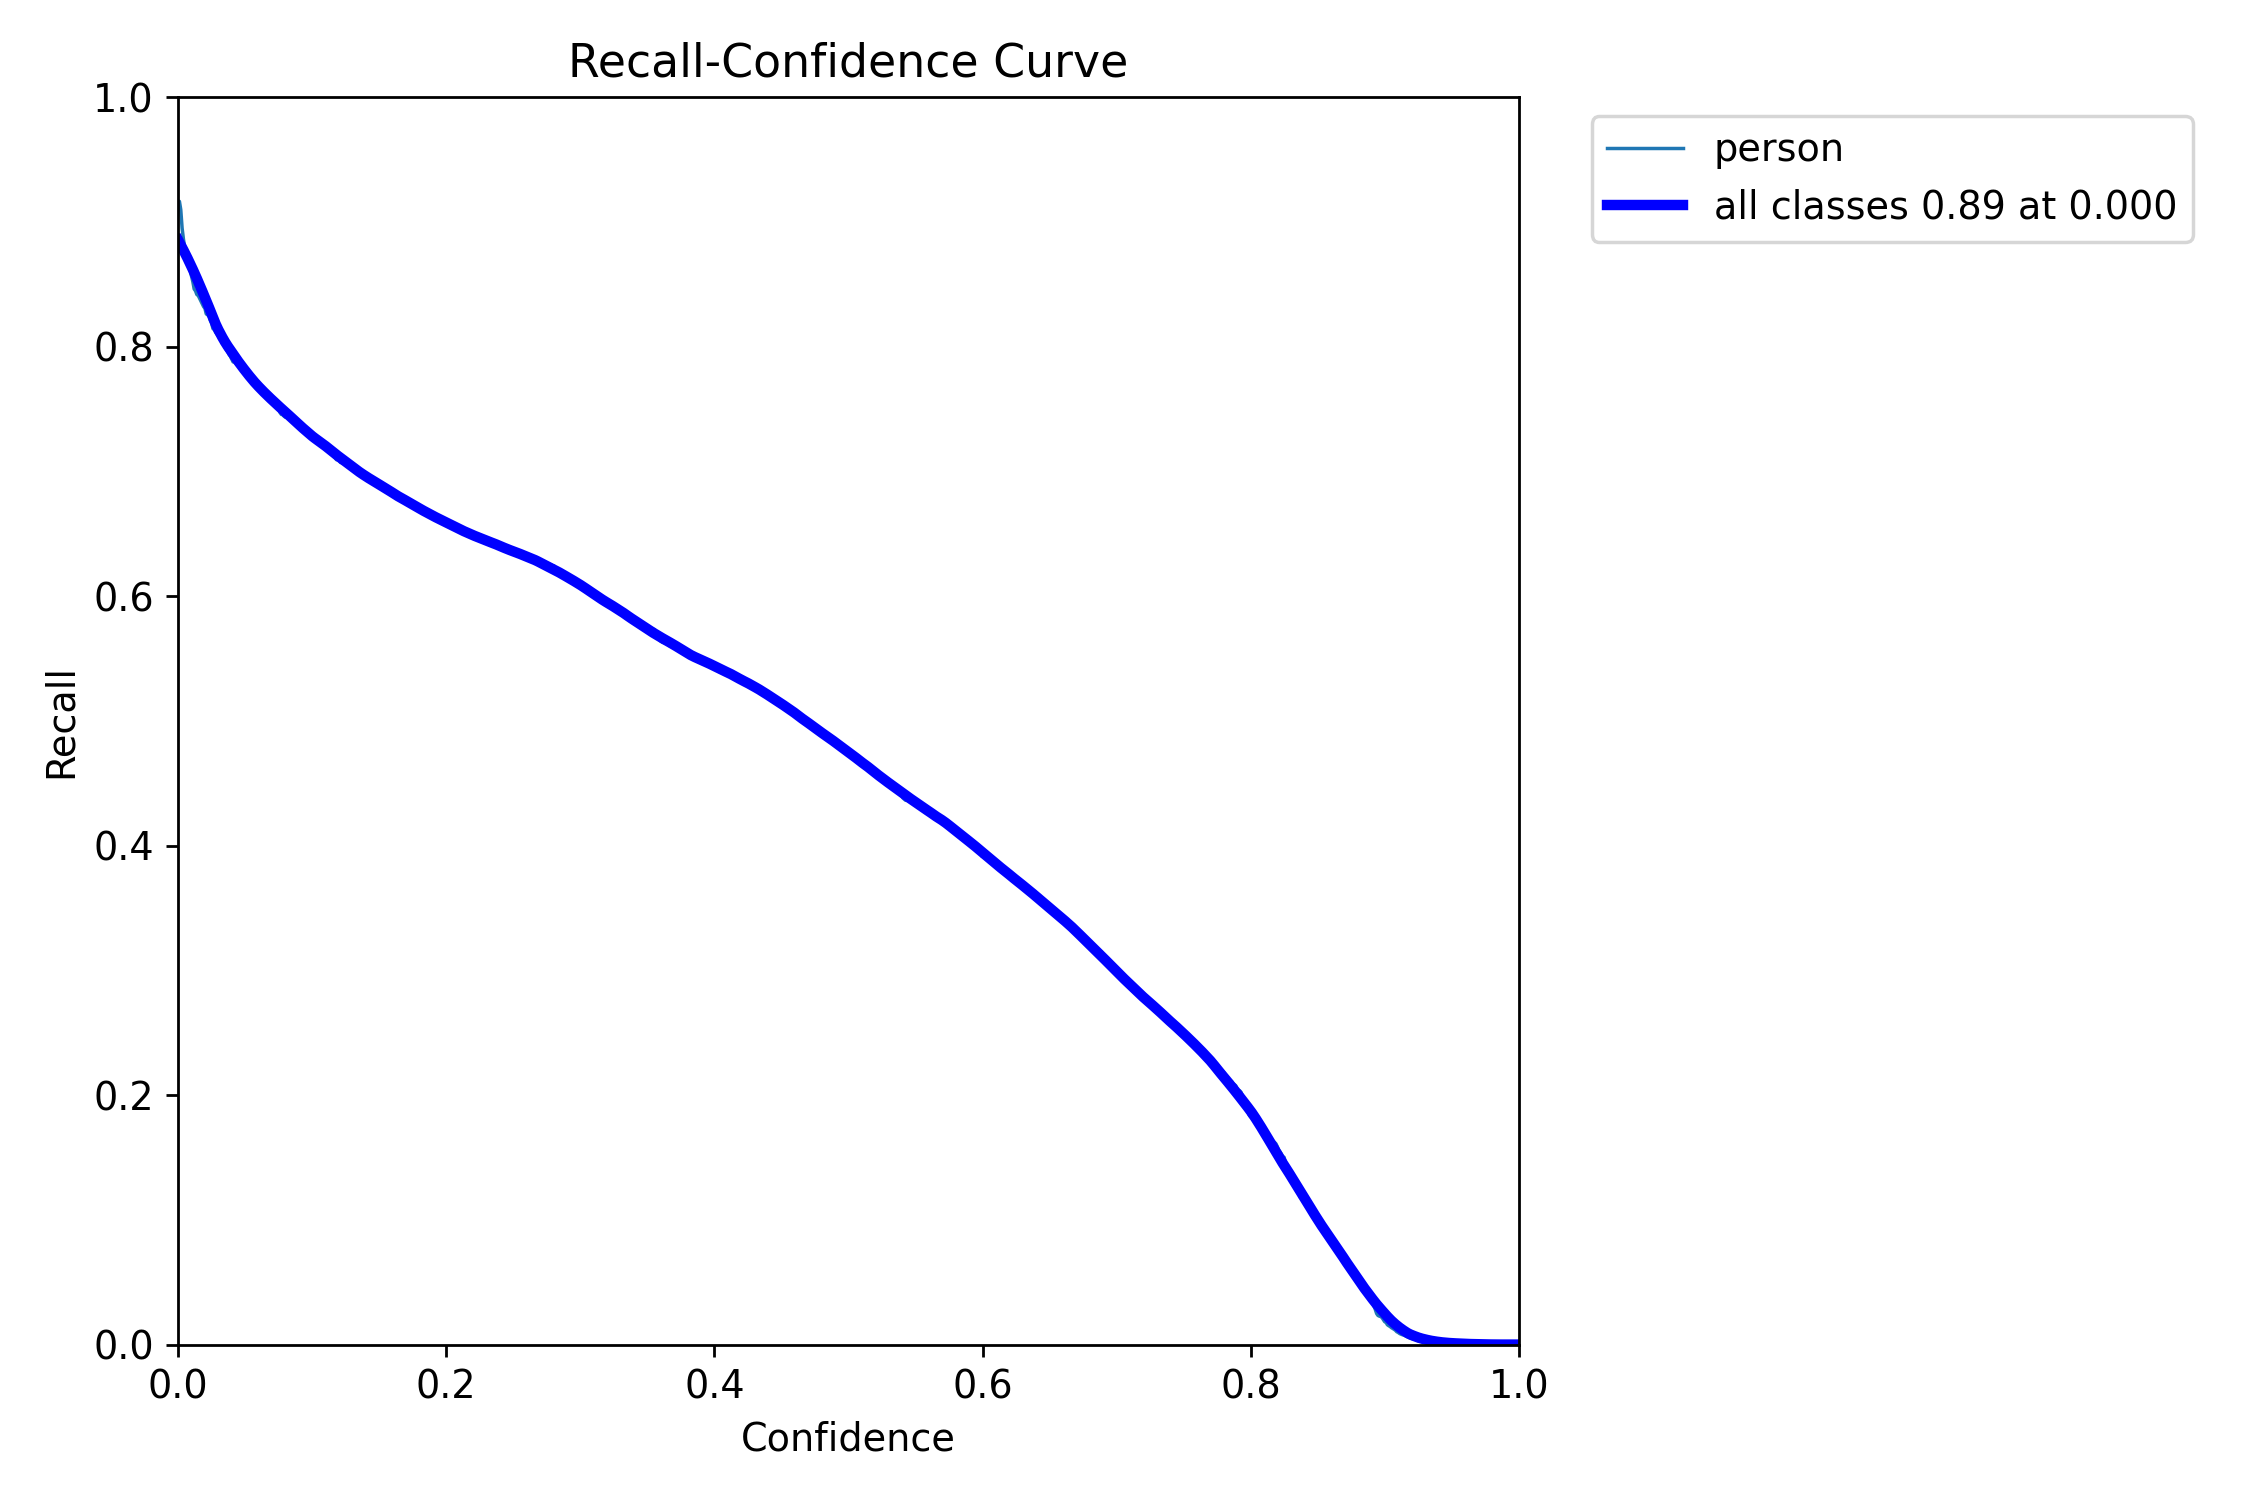 Recall-Confidence Curve
1.0
0.8
0.6
0.4
0.2
0.0
Recall
0.0 0.2 0.4 0.6 0.8 1.0
Confidence
person
all classes 0.89 at 0.000